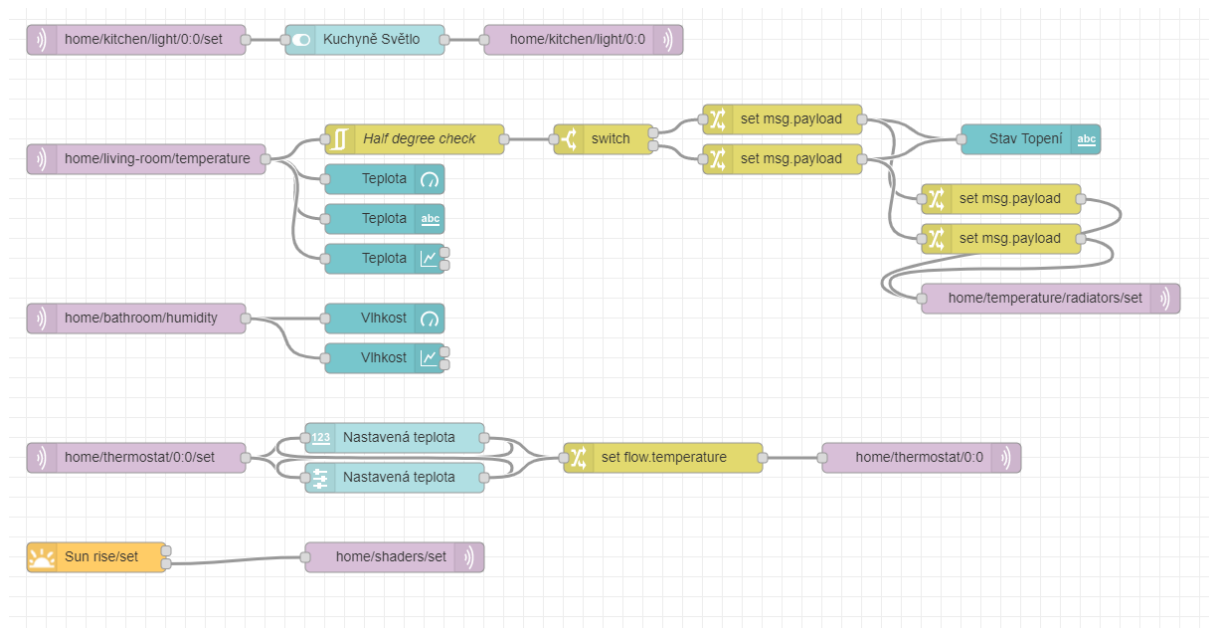 home/kitchen/light/0:0/set
Kuchyně Světlo
home/kitchen/light/0:0
home/living-room/temperature
Half degree check
switch
set msg.payload
set msg.payload
Stav Topení
abc
Teplota
Teplota
abc
Teplota
set msg.payload
set msg.payload
home/temperature/radiators/set
home/bathroom/humidity
Vlhkost
Vlhkost
home/thermostat/0:0/set
123
Nastavená teplota
Nastavená teplota
set flow.temperature
home/thermostat/0:0
Sun rise/set
home/shaders/set